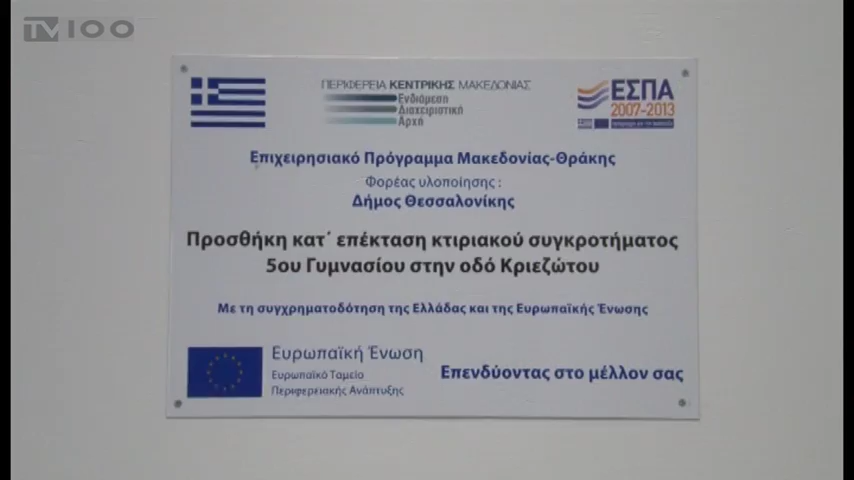 TV100
ΠΕΡΙΦΕΡΕΙΑ ΚΕΝΤΡΙΚΗΣ ΜΑΚΕΔΟΝΙΑΣ
Ενδιάμεση
Διαχειριστική
Αρχή
ΕΣΠΑ
2007-2013
Επιχειρησιακό Πρόγραμμα Μακεδονίας-Θράκης
Φορέας υλοποίησης :
Δήμος Θεσσαλονίκης
Προσθήκη κατ΄ επέκταση κτιριακού συγκροτήματος
5ου Γυμνασίου στην οδό Κριεζώτου
Με τη συγχρηματοδότηση της Ελλάδας και της Ευρωπαϊκής Ένωσης
Ευρωπαϊκή Ένωση
Ευρωπαϊκό Ταμείο
Περιφερειακής Ανάπτυξης
Επενδύοντας στο μέλλον σας